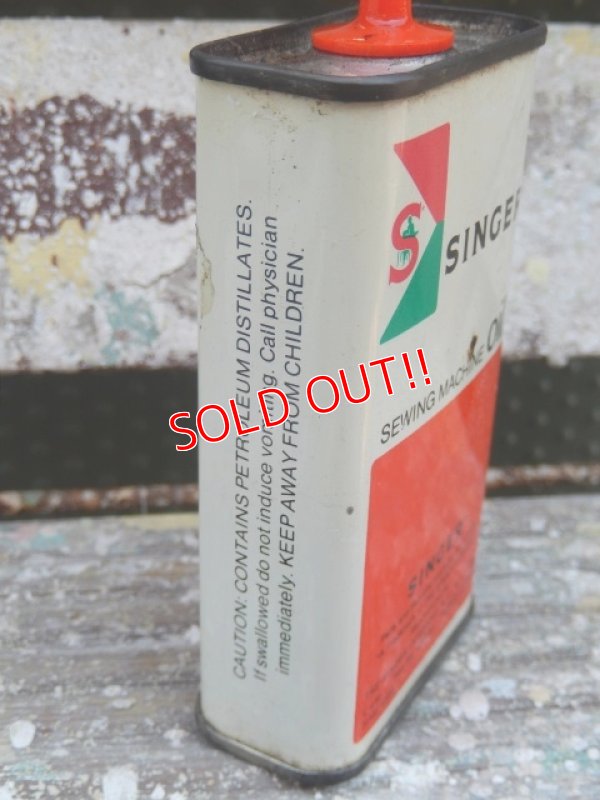 CAUTION: CONTAINS PETROLEUM DISTILLATES.
If swallowed do not induce vomiting. Call physician
immediately. KEEP AWAY FROM CHILDREN.
S
SINGER
SEWING MACHINE OIL
SINGER
SOLD OUT!!